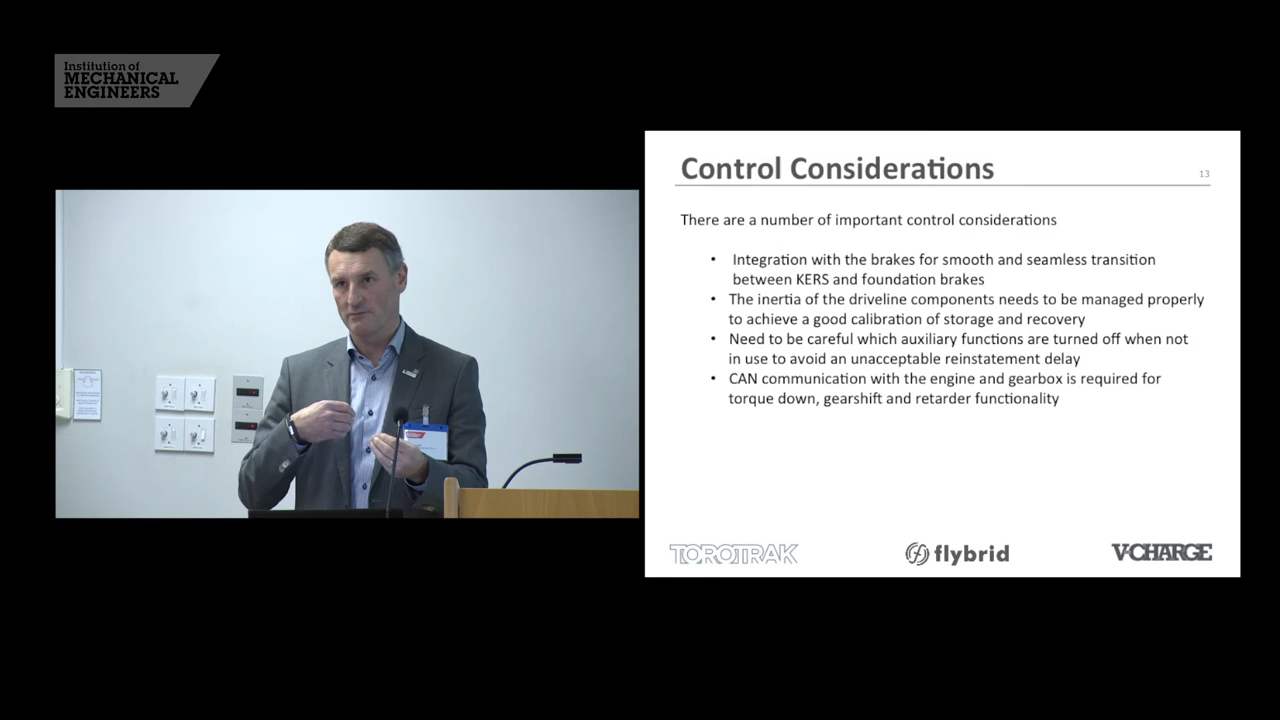 Institution of
MECHANICAL
ENGINEERS
Control Considerations
13
There are a number of important control considerations
• Integration with the brakes for smooth and seamless transition
between KERS and foundation brakes
• The inertia of the driveline components needs to be managed properly
to achieve a good calibration of storage and recovery
• Need to be careful which auxiliary functions are turned off when not
in use to avoid an unacceptable reinstatement delay
• CAN communication with the engine and gearbox is required for
torque down, gearshift and retarder functionality
TOROTRAK
flybrid
V-CHARGE